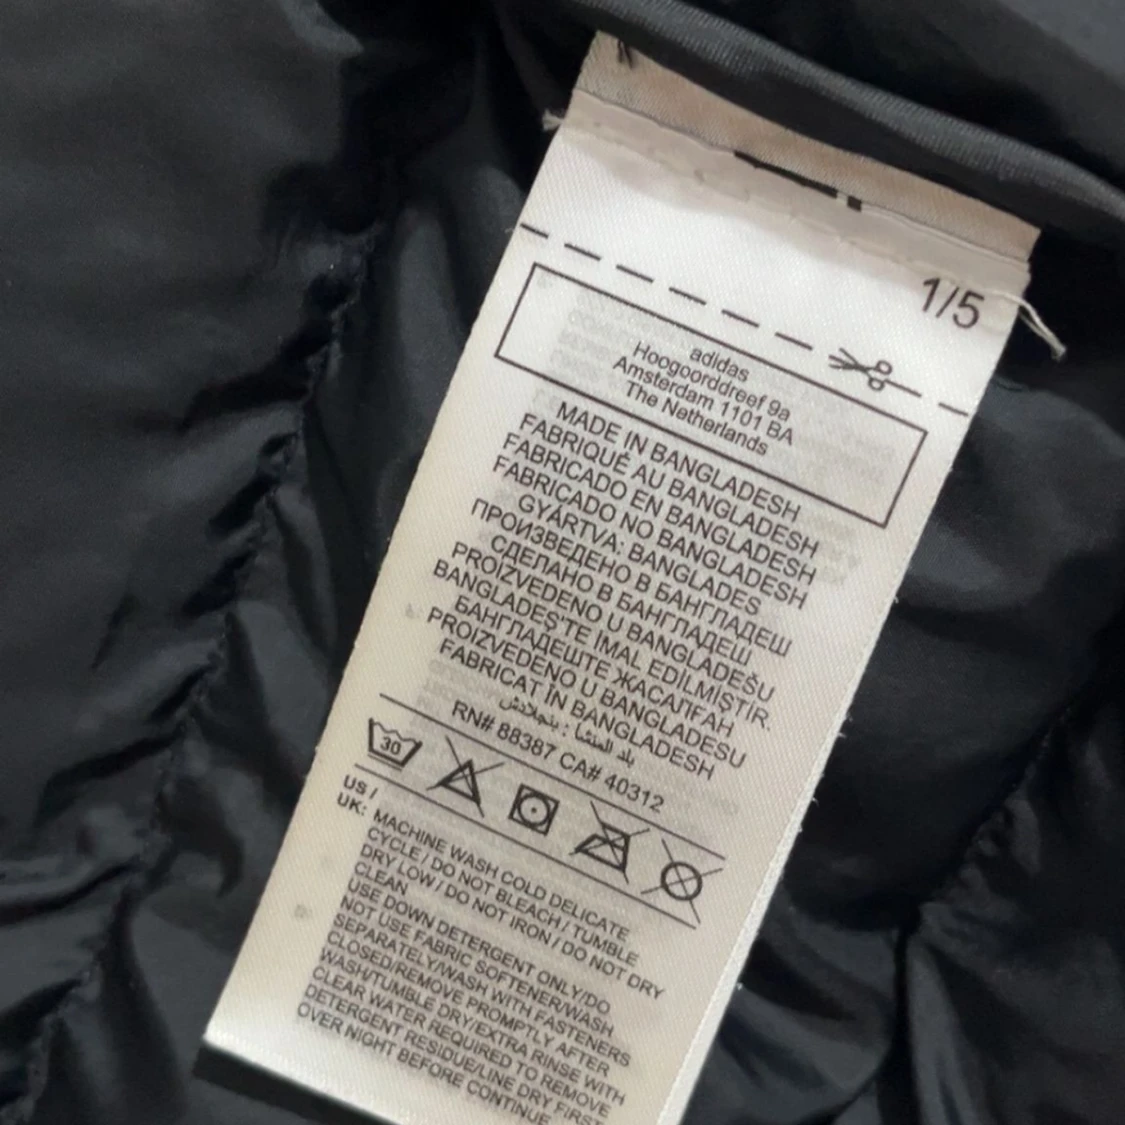 1/5
adidas
Hoogoorddreef 9a
Amsterdam 1101 BA
The Netherlands
MADE IN BANGLADESH
FABRIQUÉ AU BANGLADESH
FABRICADO EN BANGLADESH
FABRICADO NO BANGLADESH
GYÁRTVA: BANGLADES
ПРОИЗВЕДЕНО В БАНГЛАДЕШ
СДЕЛАНО В БАНГЛАДЕШ
PROIZVEDENO U BANGLADEŠU
BANGLADEŞ'TE İMAL EDİLMİŞTİR.
БАНГЛАДЕШТЕ ЖАСАЛҒАН
PROIZVEDENO U BANGLADESU
FABRICAT ÎN BANGLADESH
بلد المنشأ : بنجلادش
RN# 88387 CA# 40312
30
US /
UK: MACHINE WASH COLD DELICATE
CYCLE / DO NOT BLEACH / TUMBLE
DRY LOW / DO NOT IRON / DO NOT DRY
CLEAN
USE DOWN DETERGENT ONLY/DO
NOT USE FABRIC SOFTENER/WASH
SEPARATELY/WASH WITH FASTENERS
CLOSED/REMOVE PROMPTLY AFTER
WASH/TUMBLE DRY/EXTRA RINSE WITH
CLEAR WATER REQUIRED TO REMOVE
DETERGENT RESIDUE/LINE DRY FIRST
OVER NIGHT BEFORE CONTINUE